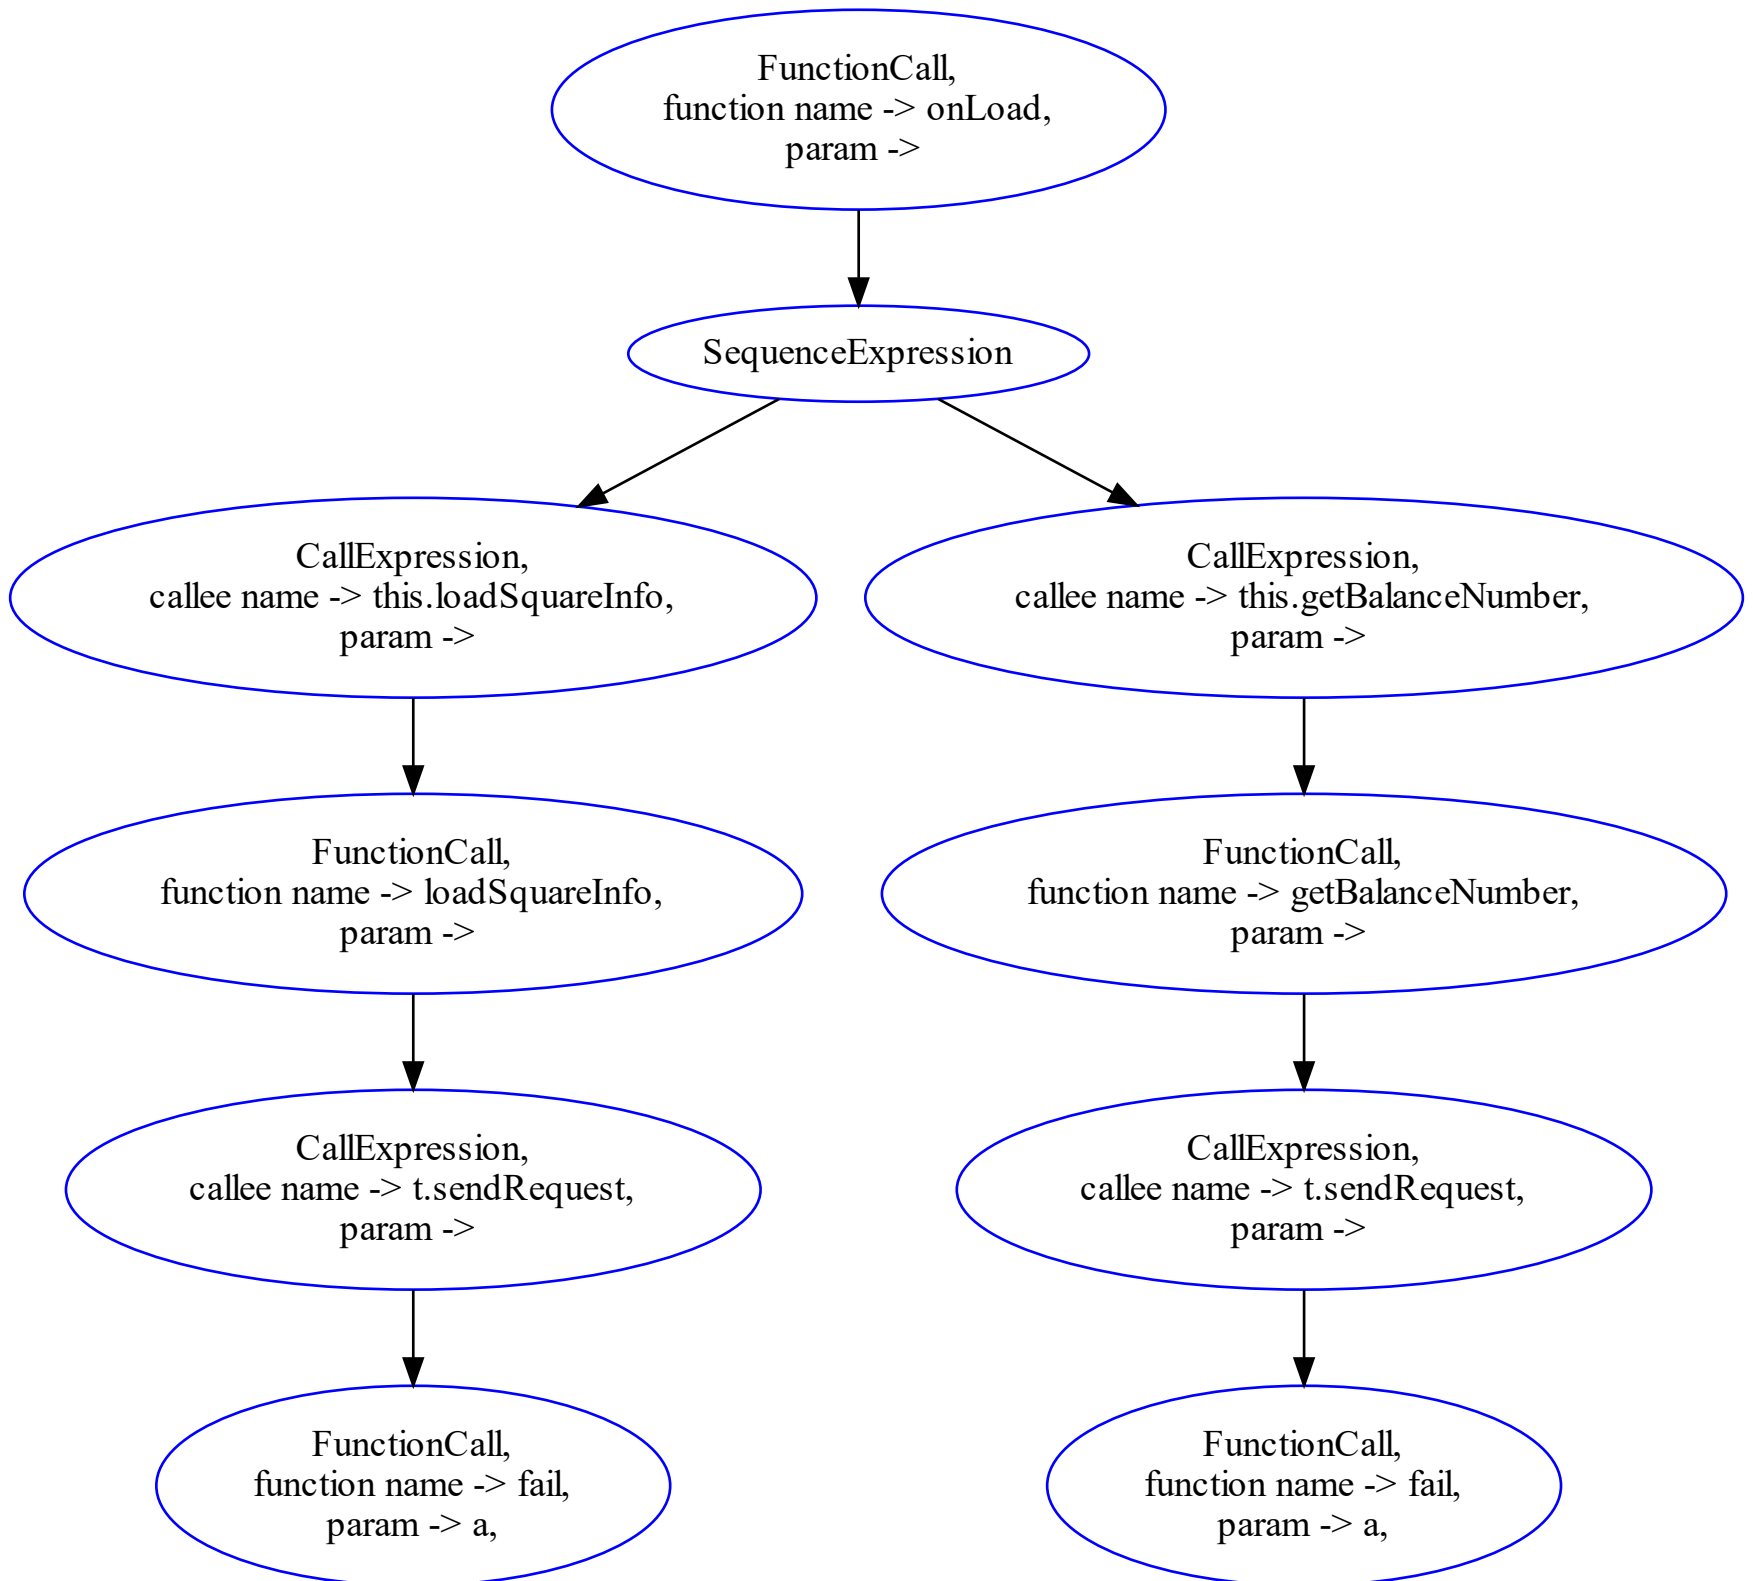 FunctionCall,
function name -> onLoad,
param ->
SequenceExpression
CallExpression,
callee name -> this.loadSquareInfo,
param ->
CallExpression,
callee name -> this.getBalanceNumber,
param ->
FunctionCall,
function name -> loadSquareInfo,
param ->
FunctionCall,
function name -> getBalanceNumber,
param ->
CallExpression,
callee name -> t.sendRequest,
param ->
CallExpression,
callee name -> t.sendRequest,
param ->
FunctionCall,
function name -> fail,
param -> a,
FunctionCall,
function name -> fail,
param -> a,